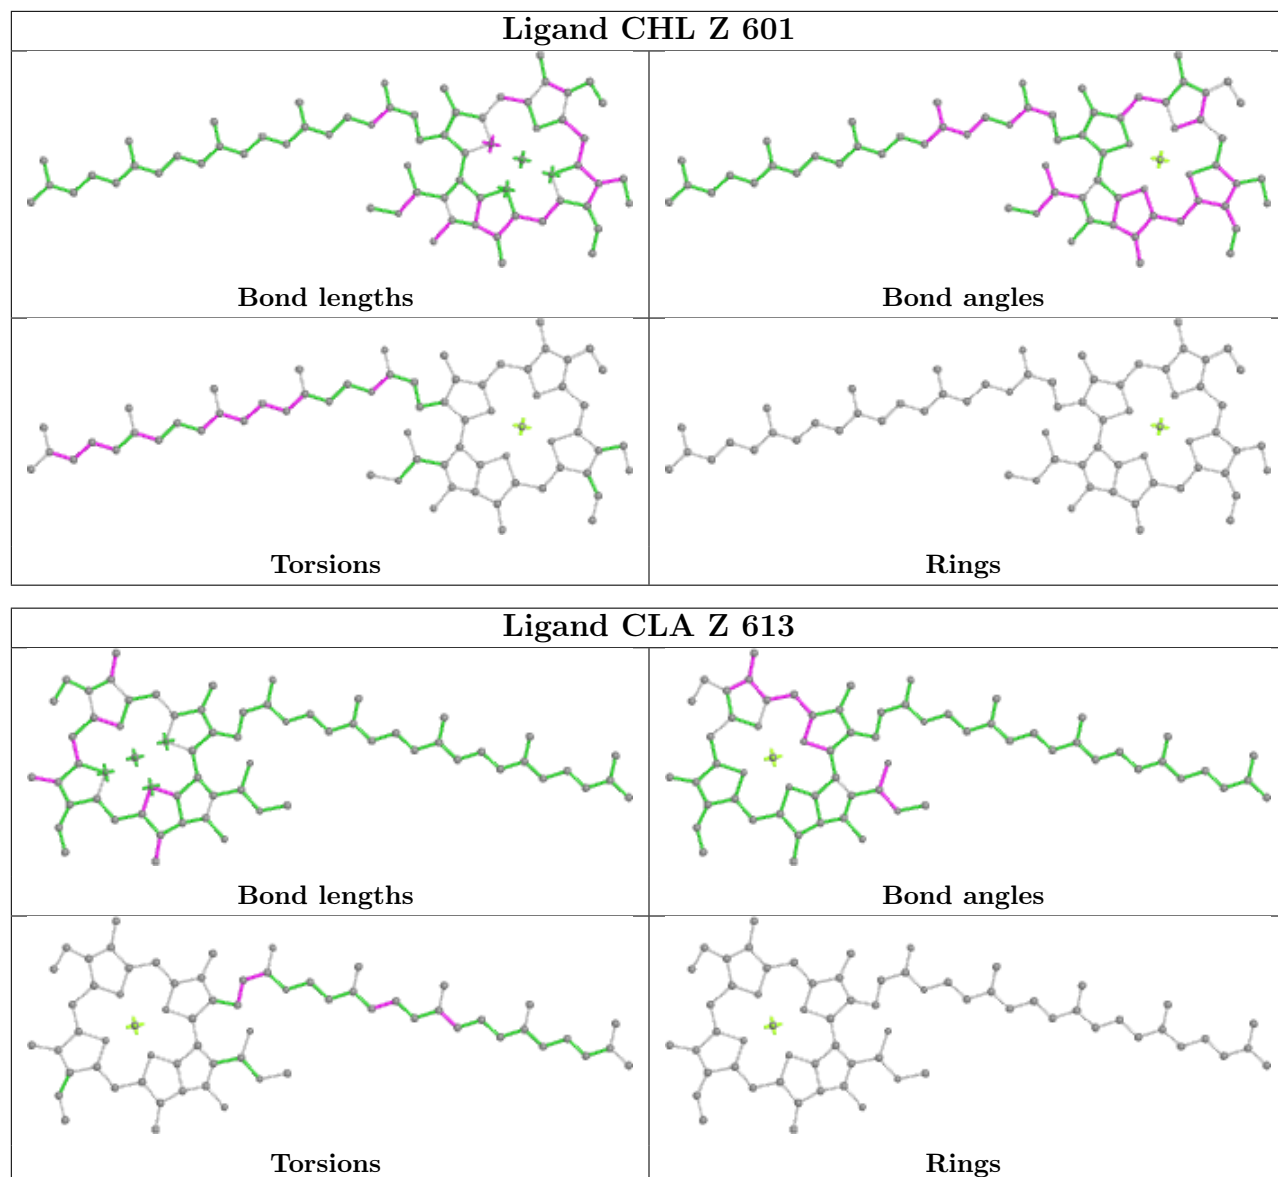 Ligand CHL Z 601
Bond lengths
Bond angles
Torsions
Rings
Ligand CLA Z 613
Bond lengths
Bond angles
Torsions
Rings